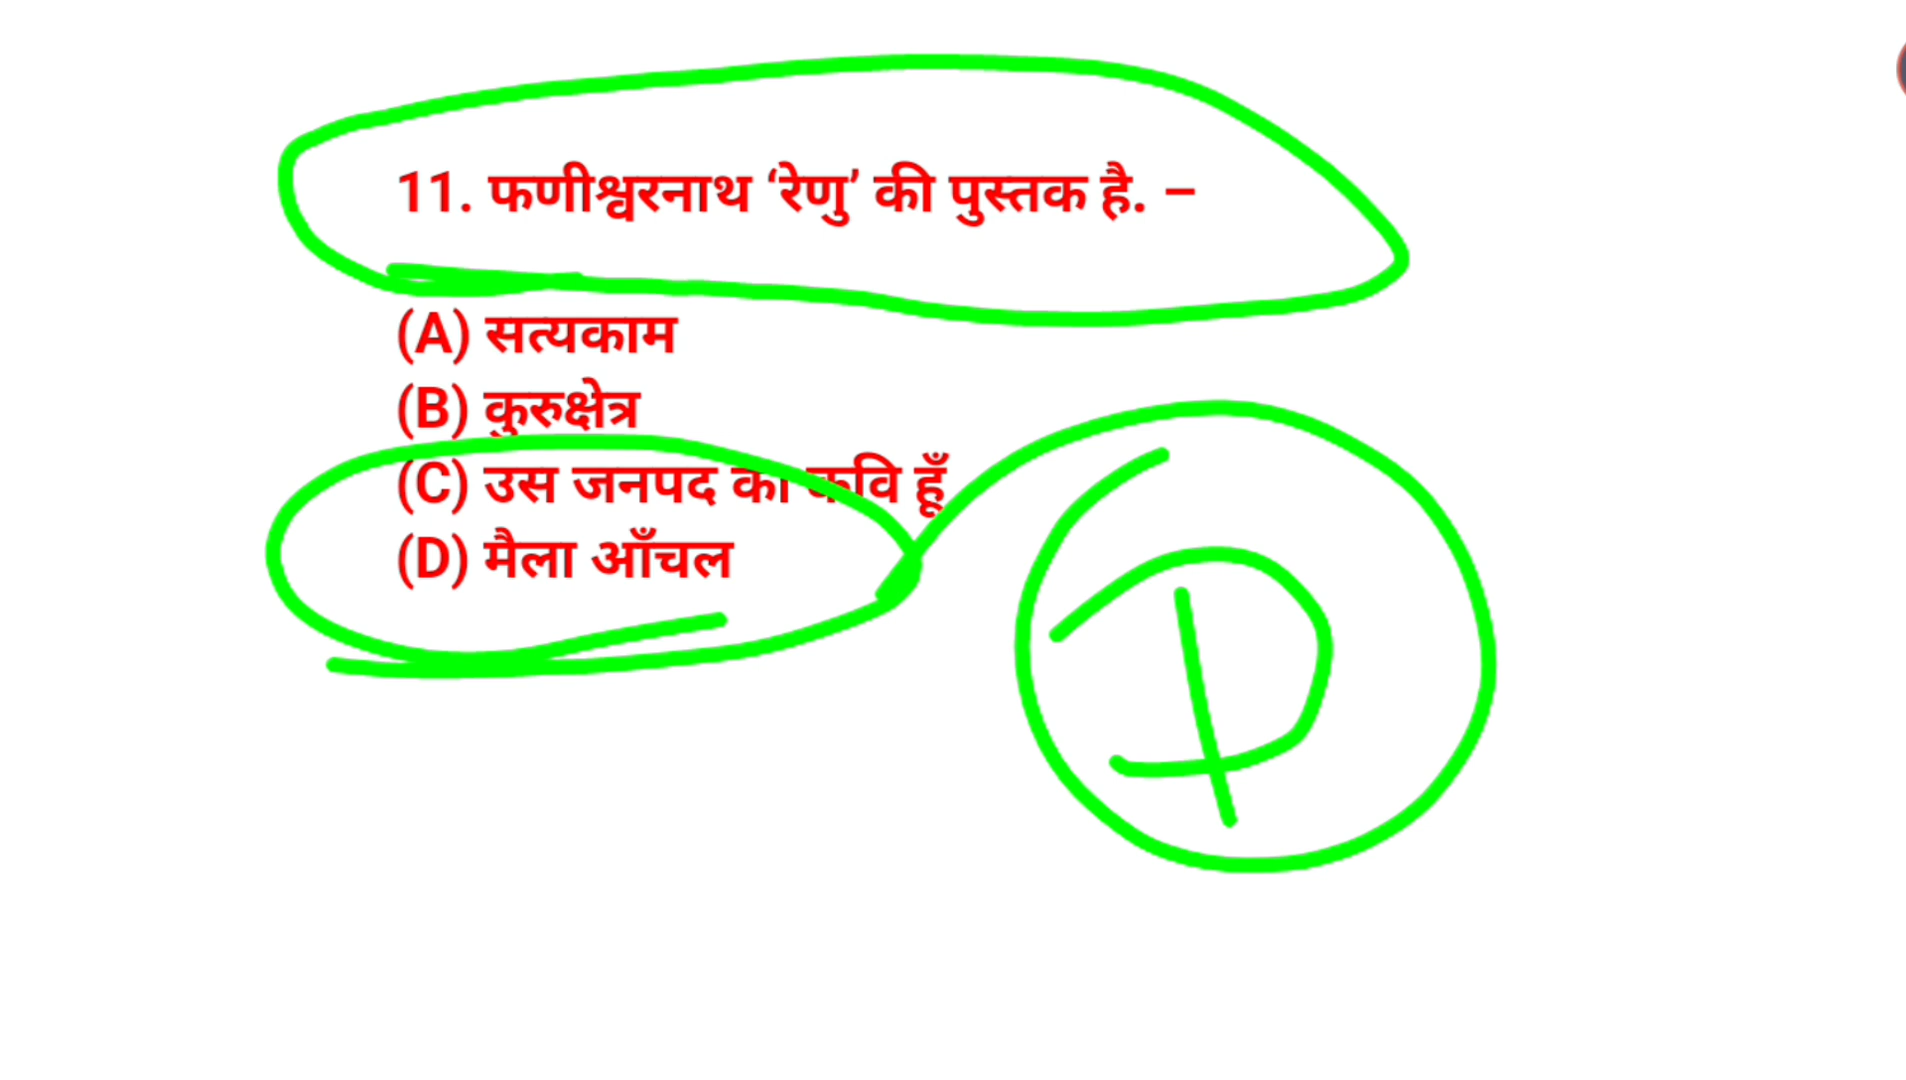 11. फणीश्वरनाथ ‘रेणु’ की पुस्तक है. –
(A) सत्यकाम
(B) कुरुक्षेत्र
(C) उस जनपद का कवि हूँ
(D) मैला आँचल
D